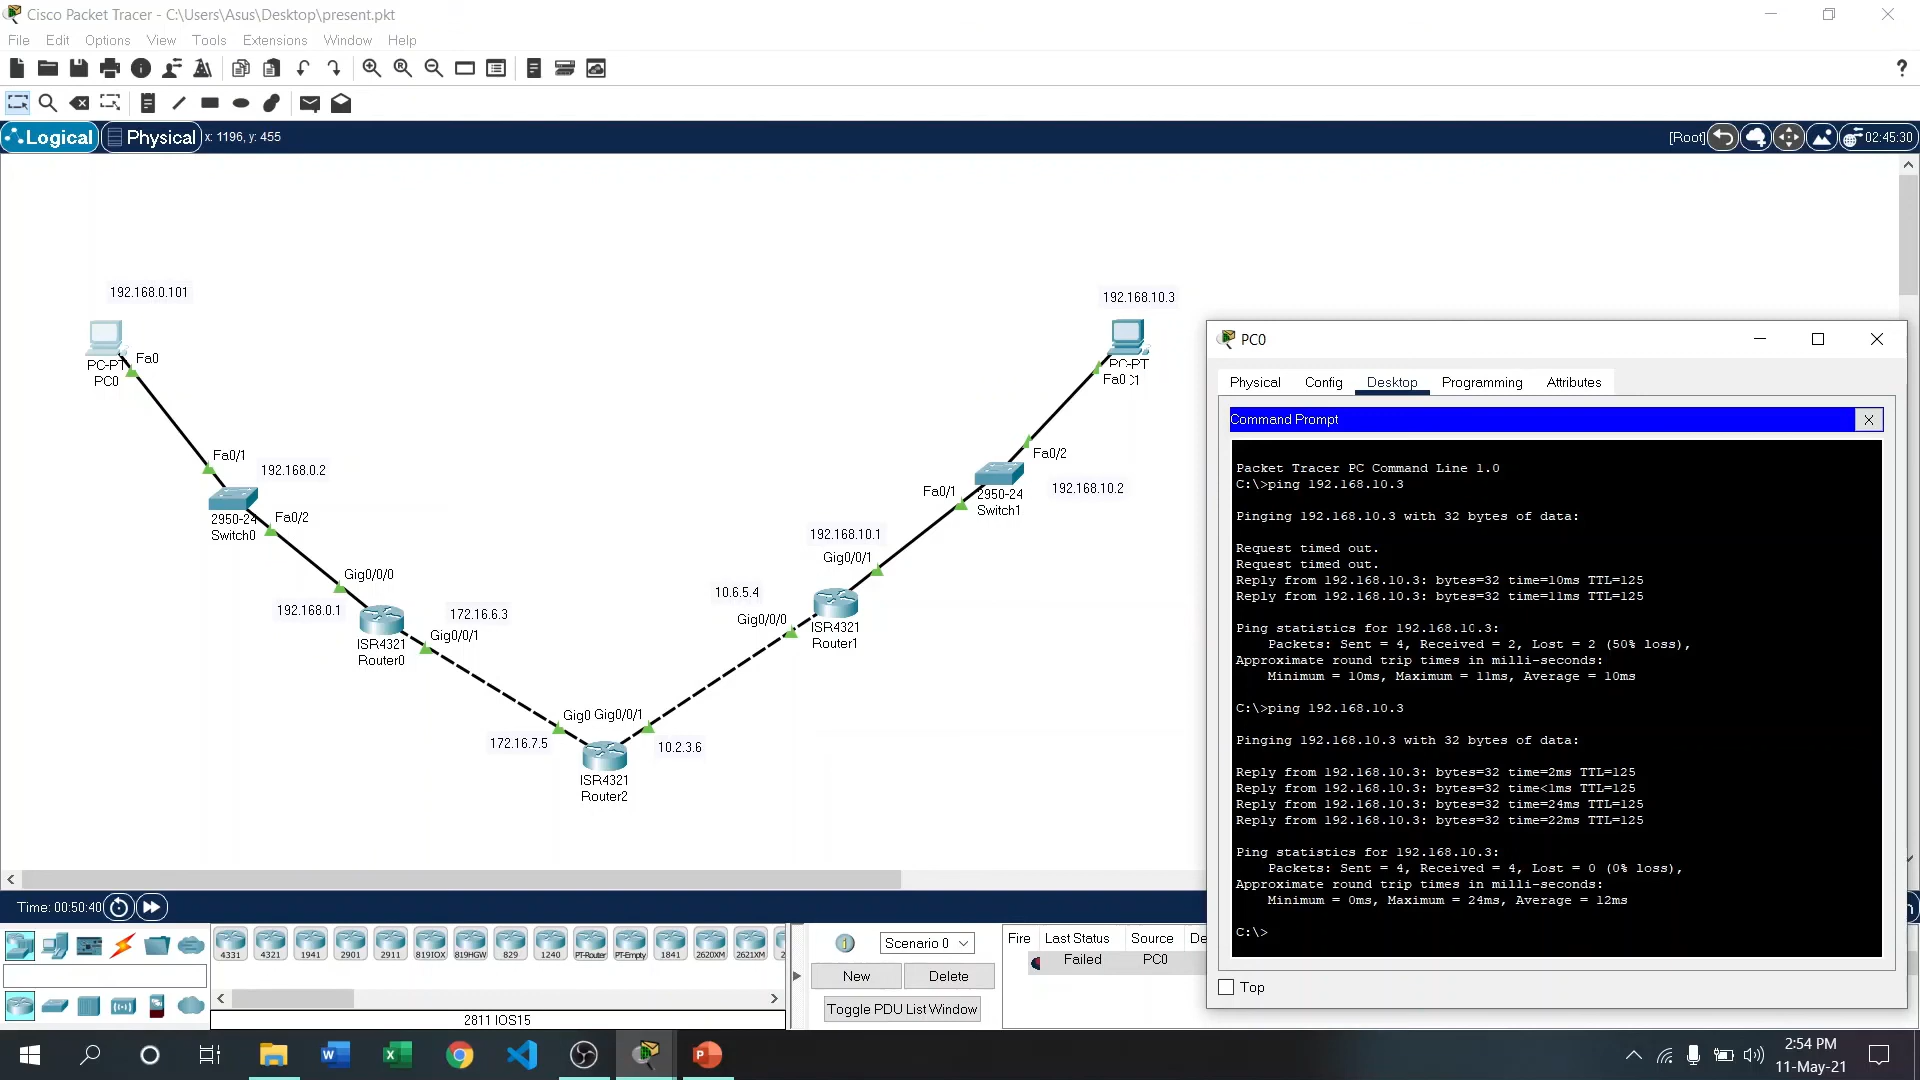 Cisco Packet Tracer - C:\Users\Asus\Desktop\present.pkt
File Edit Options View Tools Extensions Window Help
?
Logical Physical x: 1196, y: 455
[Root] 02:45:30
192.168.0.101
Fa0
PC-PT
PC0
Fa0/1
192.168.0.2
2950-24
Switch0
Fa0/2
Gig0/0/0
192.168.0.1
172.16.6.3
Gig0/0/1
ISR4321
Router0
Gig0 Gig0/0/1
172.16.7.5
10.2.3.6
ISR4321
Router2
10.6.5.4
Gig0/0/0
192.168.10.1
Gig0/0/1
ISR4321
Router1
Fa0/1
Fa0/2
192.168.10.2
2950-24
Switch1
192.168.10.3
PC-PT
Fa0 C1
PC0
Physical Config Desktop Programming Attributes
Command Prompt
X
Packet Tracer PC Command Line 1.0
C:\>ping 192.168.10.3
Pinging 192.168.10.3 with 32 bytes of data:
Request timed out.
Request timed out.
Reply from 192.168.10.3: bytes=32 time=10ms TTL=125
Reply from 192.168.10.3: bytes=32 time=11ms TTL=125
Ping statistics for 192.168.10.3:
Packets: Sent = 4, Received = 2, Lost = 2 (50% loss),
Approximate round trip times in milli-seconds:
Minimum = 10ms, Maximum = 11ms, Average = 10ms
C:\>ping 192.168.10.3
Pinging 192.168.10.3 with 32 bytes of data:
Reply from 192.168.10.3: bytes=32 time=2ms TTL=125
Reply from 192.168.10.3: bytes=32 time<1ms TTL=125
Reply from 192.168.10.3: bytes=32 time=24ms TTL=125
Reply from 192.168.10.3: bytes=32 time=22ms TTL=125
Ping statistics for 192.168.10.3:
Packets: Sent = 4, Received = 4, Lost = 0 (0% loss),
Approximate round trip times in milli-seconds:
Minimum = 0ms, Maximum = 24ms, Average = 12ms
C:\>
Top
Time: 00:50:40
4331 4321 1941 2901 2911 819IOX 819HGW 829 1240 PT-Router PT-Empty 1841 2620XM 2621XM 2
2811 IOS15
Scenario 0
New Delete
Toggle PDU List Window
Fire Last Status Source De
Failed PC0
2:54 PM
11-May-21